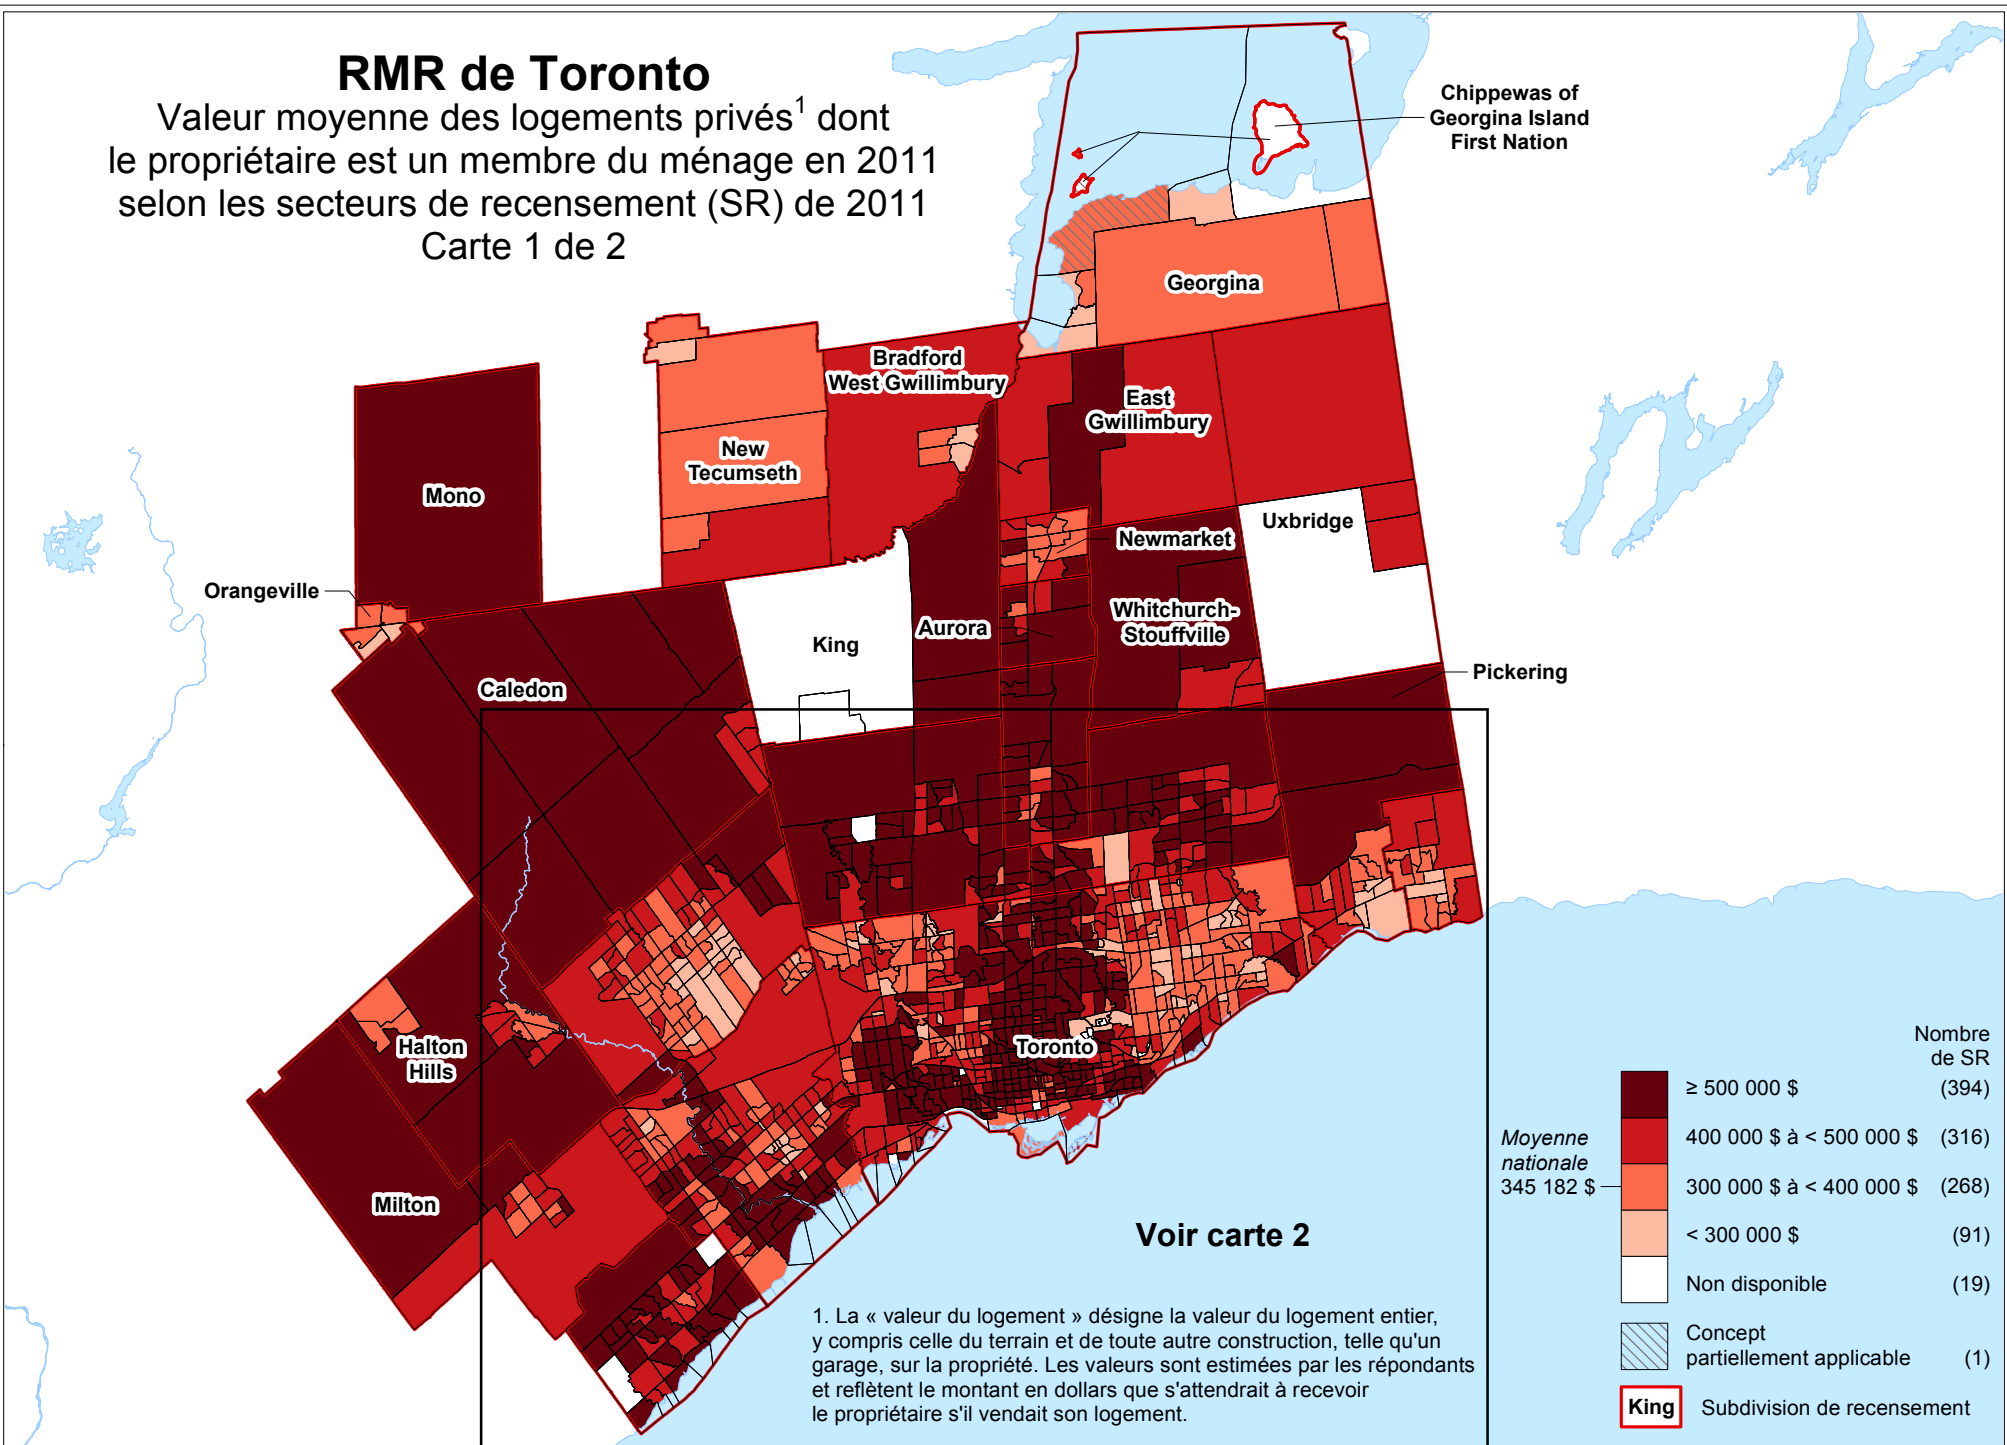 RMR de Toronto
Valeur moyenne des logements privés¹ dont
le propriétaire est un membre du ménage en 2011
selon les secteurs de recensement (SR) de 2011
Carte 1 de 2
Chippewas of
Georgina Island
First Nation
Georgina
Bradford
West Gwillimbury
East
Gwillimbury
New
Tecumseth
Mono
Uxbridge
Newmarket
Orangeville
Whitchurch-
Stouffville
Aurora
King
Pickering
Caledon
Halton
Hills
Toronto
Milton
Voir carte 2
1. La « valeur du logement » désigne la valeur du logement entier,
y compris celle du terrain et de toute autre construction, telle qu'un
garage, sur la propriété. Les valeurs sont estimées par les répondants
et reflètent le montant en dollars que s'attendrait à recevoir
le propriétaire s'il vendait son logement.
Nombre
de SR
≥ 500 000 $ (394)
400 000 $ à < 500 000 $ (316)
Moyenne
nationale
345 182 $
300 000 $ à < 400 000 $ (268)
< 300 000 $ (91)
Non disponible (19)
Concept
partiellement applicable (1)
King Subdivision de recensement